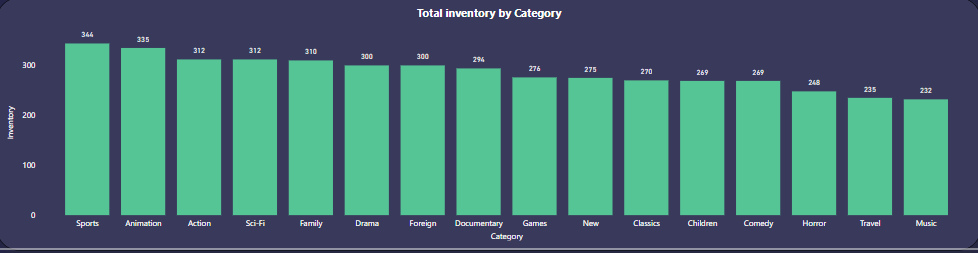 Total inventory by Category
344 335 312 312 310 300 300 294 276 275 270 269 269 248 235 232
Inventory
300
200
100
0
Sports Animation Action Sci-Fi Family Drama Foreign Documentary Games New Classics Children Comedy Horror Travel Music
Category